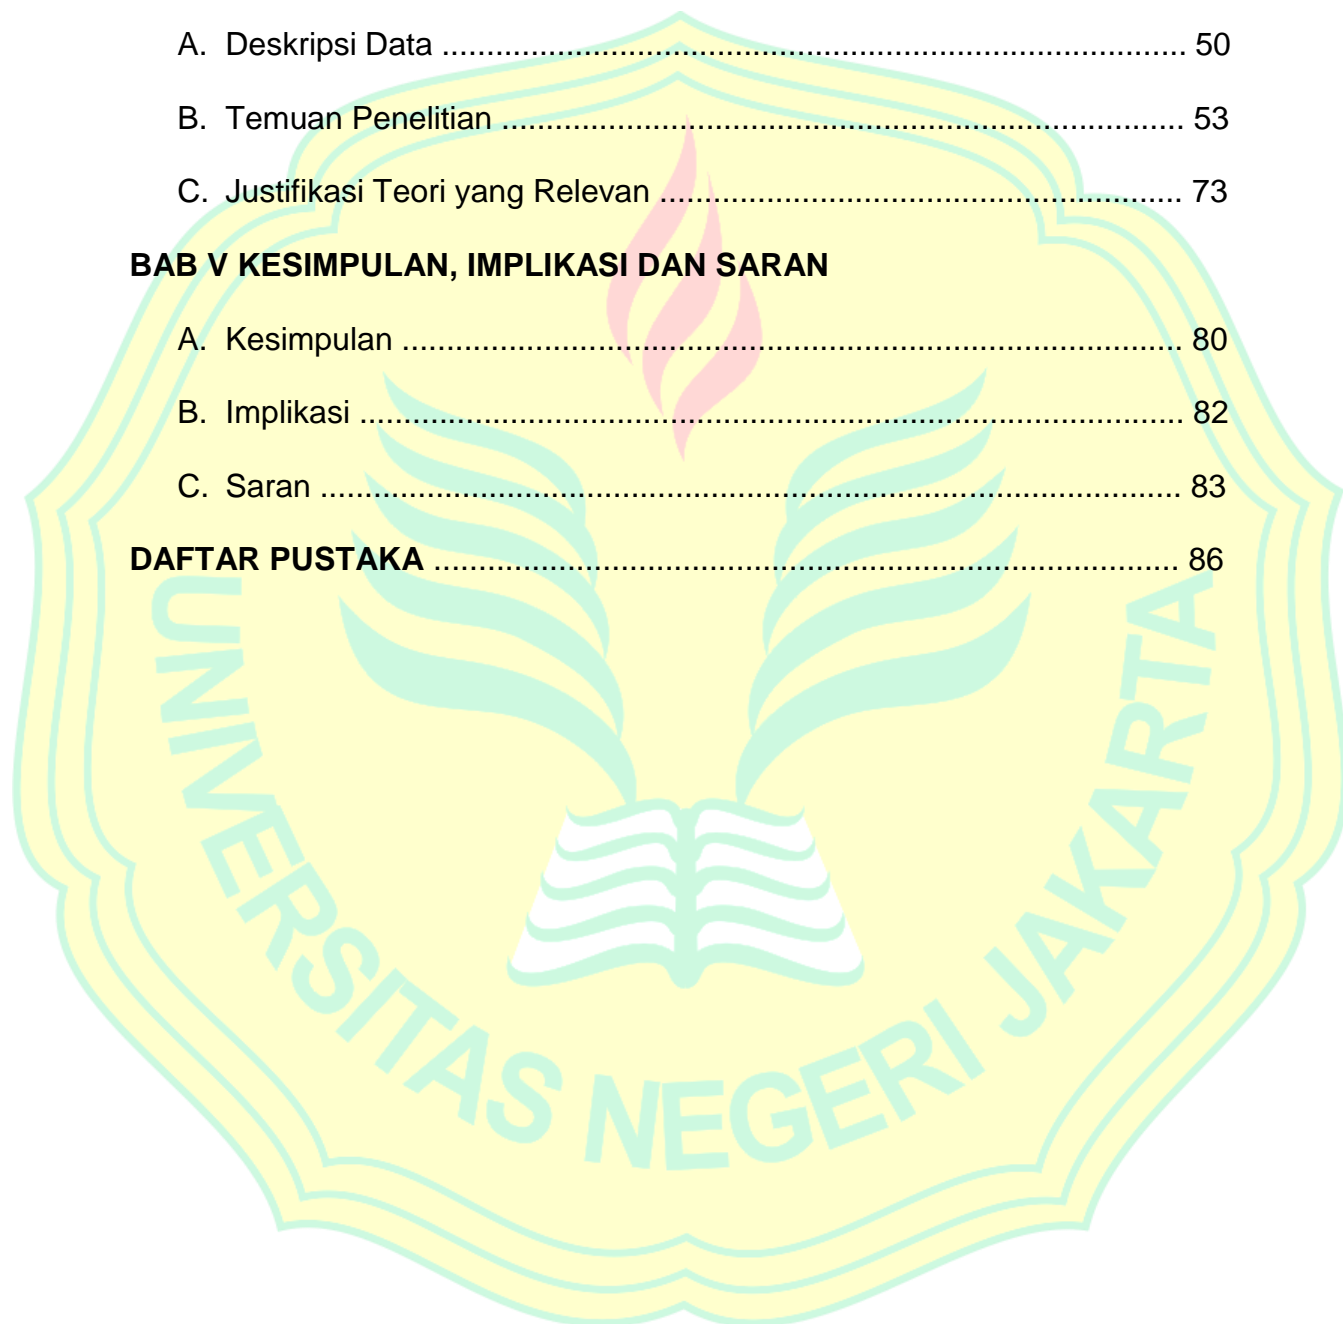 A. Deskripsi Data ..................................................................................... 50
B. Temuan Penelitian .............................................................................. 53
C. Justifikasi Teori yang Relevan ............................................................ 73
BAB V KESIMPULAN, IMPLIKASI DAN SARAN
A. Kesimpulan ......................................................................................... 80
B. Implikasi .............................................................................................. 82
C. Saran ................................................................................................... 83
DAFTAR PUSTAKA ..................................................................................... 86
UNIVERSITAS NEGERI JAKARTA